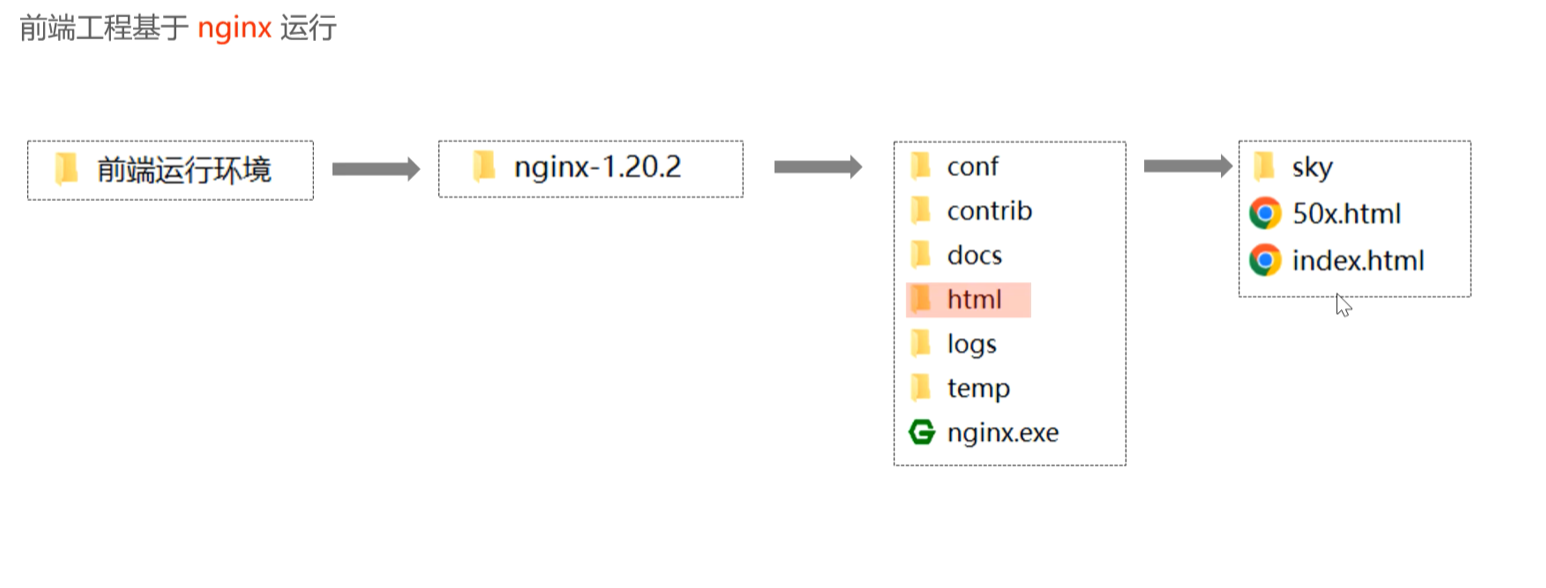 前端工程基于 nginx 运行
前端运行环境
nginx-1.20.2
conf
contrib
docs
html
logs
temp
nginx.exe
sky
50x.html
index.html